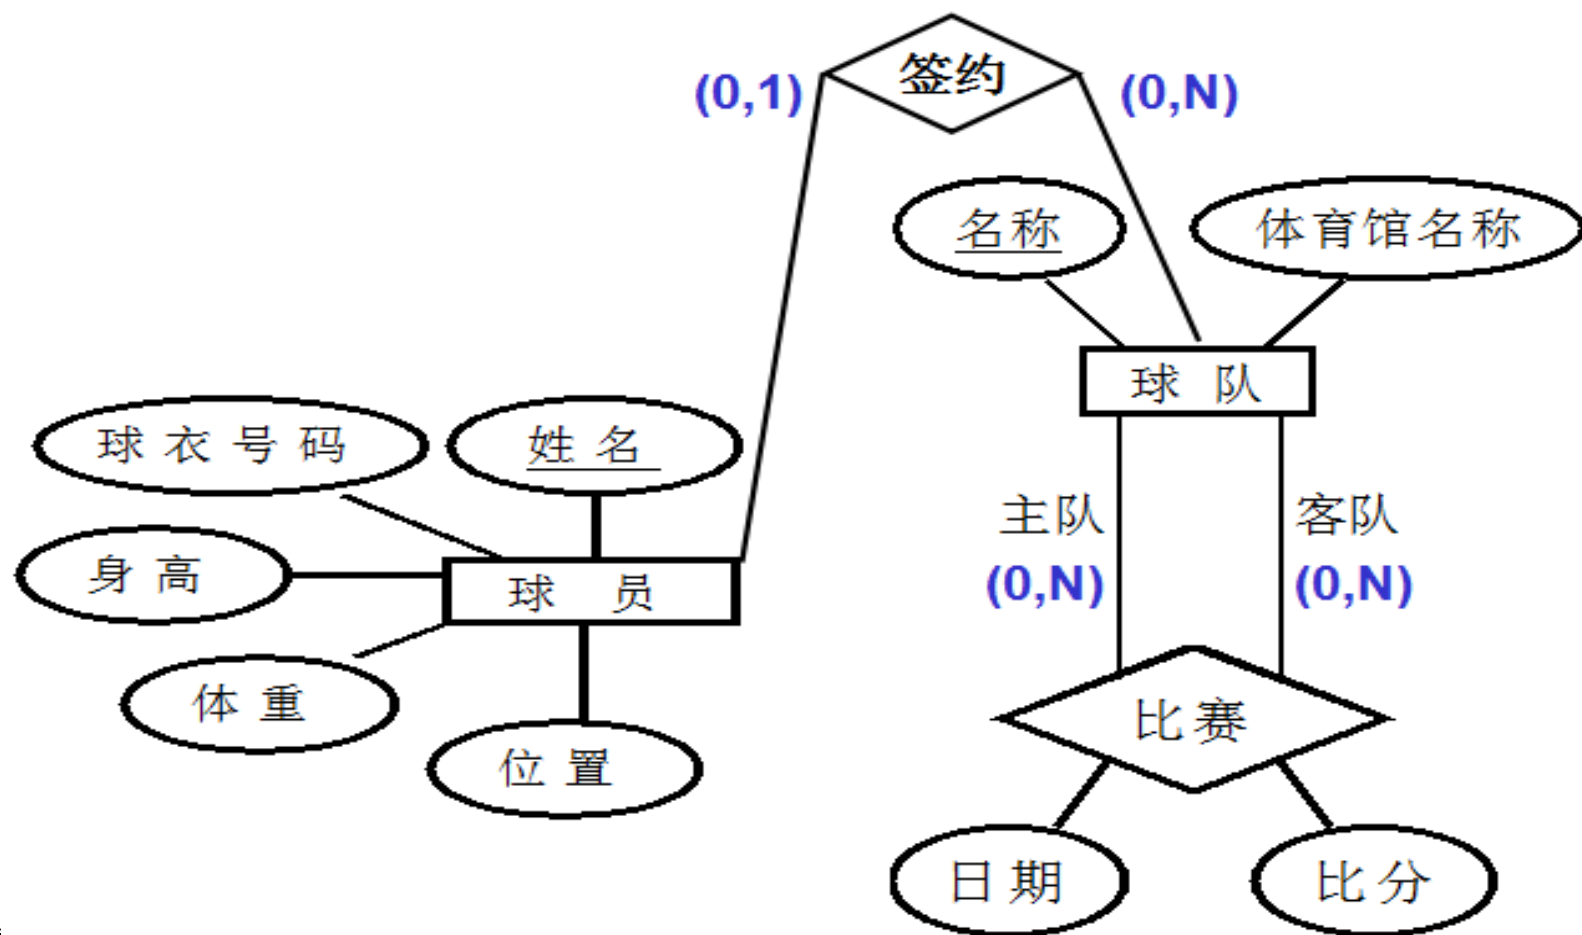 签约
(0,1)
(0,N)
名称
体育馆名称
球队
球衣号码
姓名
主队
客队
身高
球员
(0,N)
(0,N)
体重
比赛
位置
日期
比分